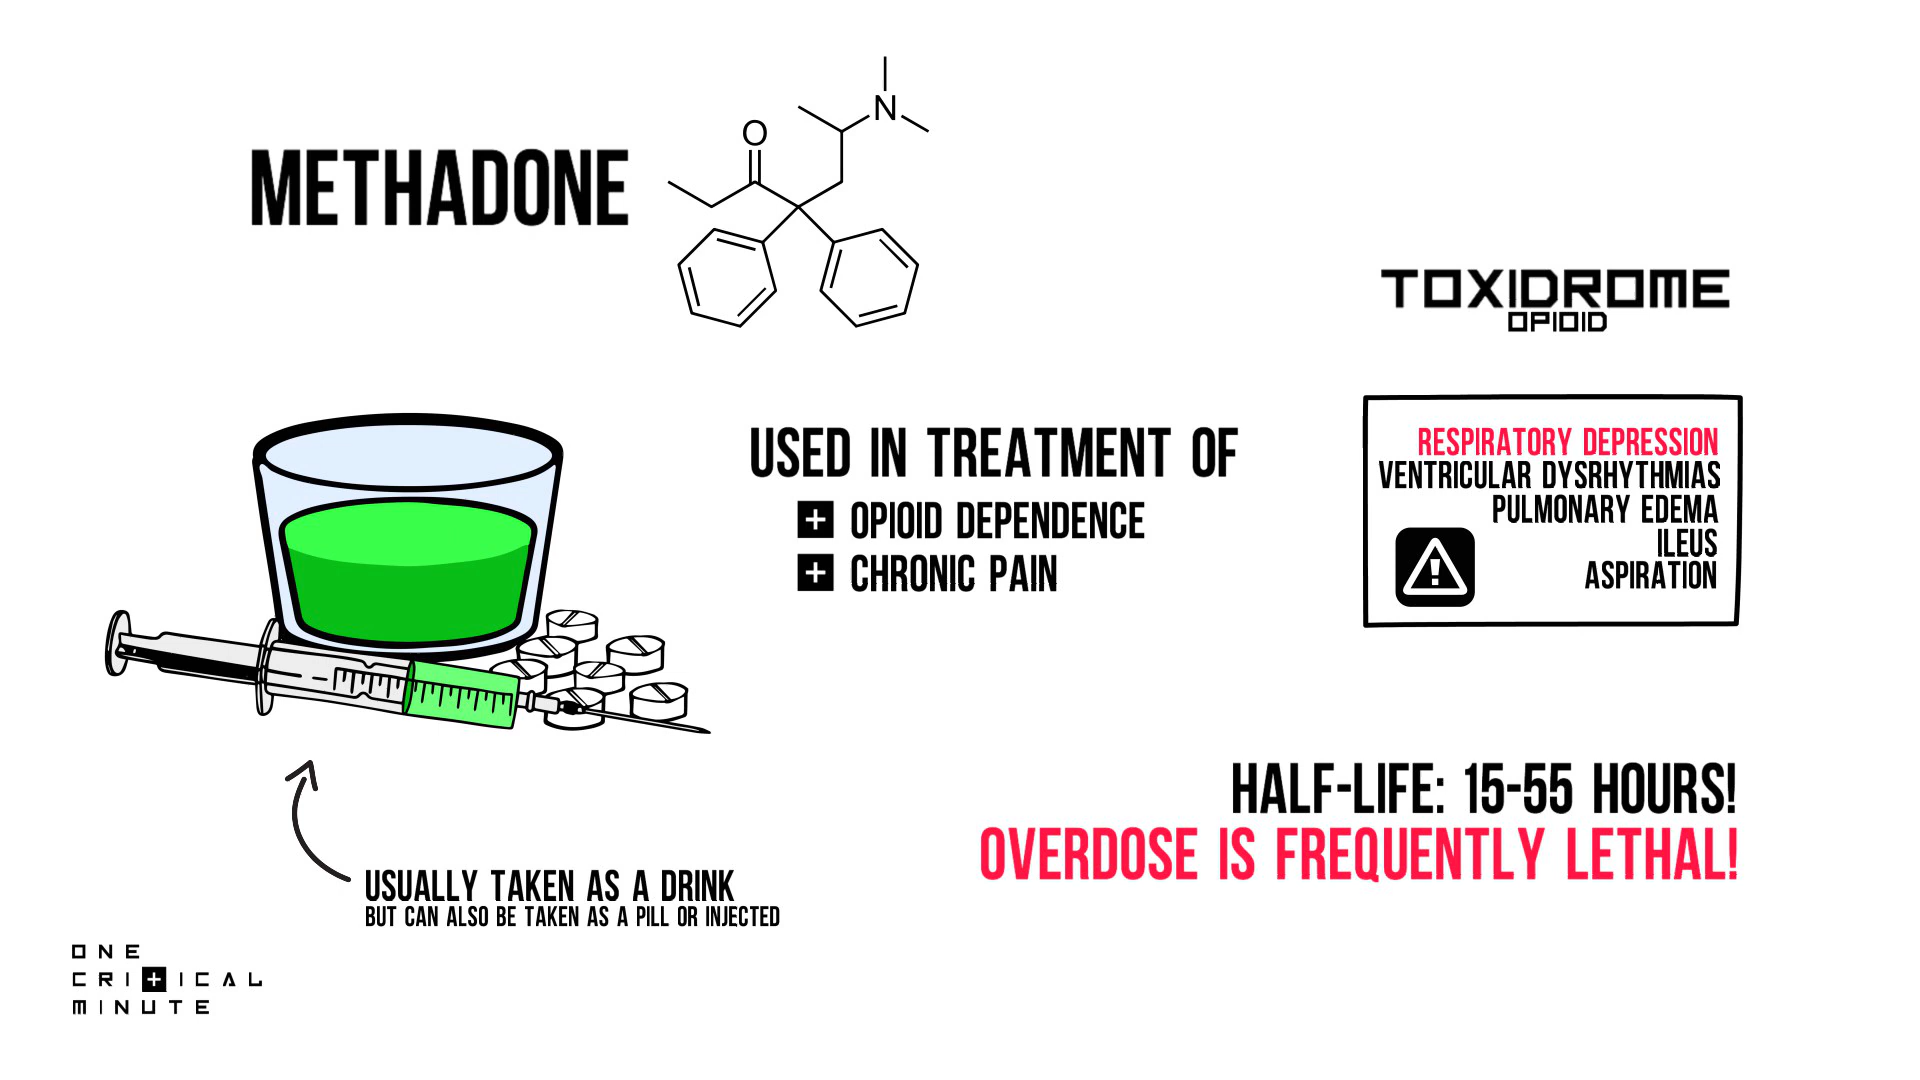 METHADONE
O
N
TOXIDROME
OPIOID
USED IN TREATMENT OF
OPIOID DEPENDENCE
CHRONIC PAIN
RESPIRATORY DEPRESSION
VENTRICULAR DYSRHYTHMIAS
PULMONARY EDEMA
ILEUS
ASPIRATION
HALF-LIFE: 15-55 HOURS!
OVERDOSE IS FREQUENTLY LETHAL!
USUALLY TAKEN AS A DRINK
BUT CAN ALSO BE TAKEN AS A PILL OR INJECTED
ONE
CRITICAL
MINUTE